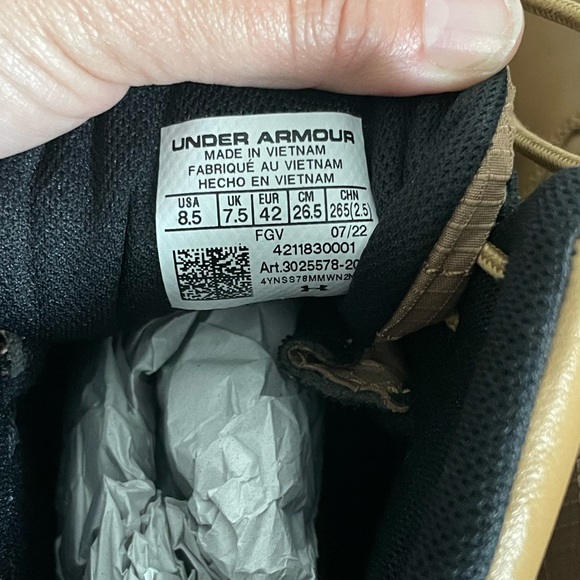 UNDER ARMOUR
MADE IN VIETNAM
FABRIQUÉ AU VIETNAM
HECHO EN VIETNAM
USA UK EUR CM CHN
8.5 7.5 42 26.5 265(2.5)
FGV 07/22
4211830001
Art.3025578-20